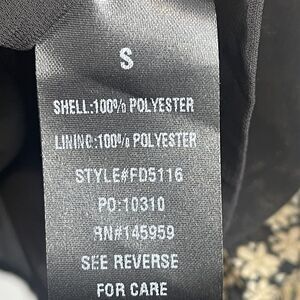 S
SHELL:100% POLYESTER
LINING:100% POLYESTER
STYLE#FD5116
PO:10310
RN#145959
SEE REVERSE
FOR CARE